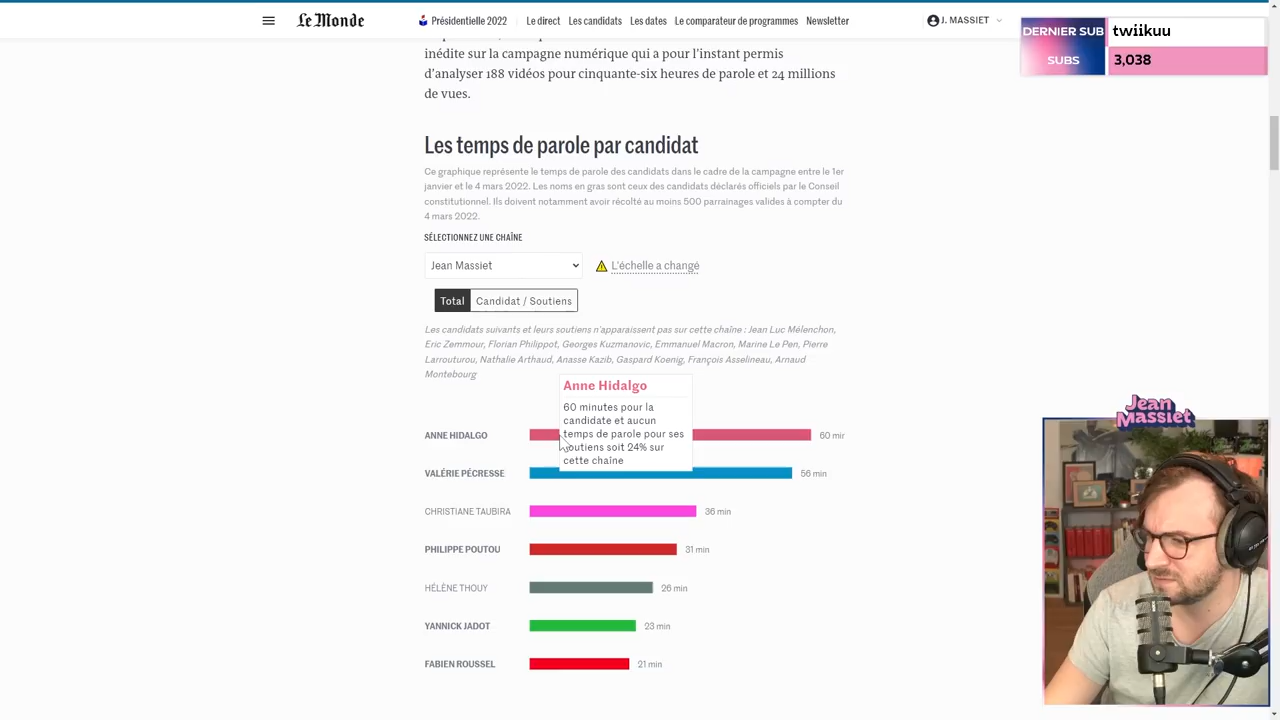 Le Monde
Présidentielle 2022 Le direct Les candidats Les dates Le comparateur de programmes Newsletter
J. MASSIET
DERNIER SUB twiikuu
SUBS 3,038
inédite sur la campagne numérique qui a pour l'instant permis
d'analyser 188 vidéos pour cinquante-six heures de parole et 24 millions
de vues.
Les temps de parole par candidat
Ce graphique représente le temps de parole des candidats dans le cadre de la campagne entre le 1er
janvier et le 4 mars 2022. Les noms en gras sont ceux des candidats déclarés officiels par le Conseil
constitutionnel. Ils doivent notamment avoir récolté au moins 500 parrainages valides à compter du
4 mars 2022.
SÉLECTIONNEZ UNE CHAÎNE
Jean Massiet L'échelle a changé
Total Candidat / Soutiens
Les candidats suivants et leurs soutiens n'apparaissent pas sur cette chaîne : Jean Luc Mélenchon,
Eric Zemmour, Florian Philippot, Georges Kuzmanovic, Emmanuel Macron, Marine Le Pen, Pierre
Larrouturou, Nathalie Arthaud, Anasse Kazib, Gaspard Koenig, François Asselineau, Arnaud
Montebourg
Anne Hidalgo
60 minutes pour la
candidate et aucun
temps de parole pour ses
soutiens soit 24% sur
cette chaîne
ANNE HIDALGO 60 mir
VALÉRIE PÉCRESSE 56 min
CHRISTIANE TAUBIRA 36 min
PHILIPPE POUTOU 31 min
HÉLÈNE THOUY 26 min
YANNICK JADOT 23 min
FABIEN ROUSSEL 21 min
Jean
Massiet